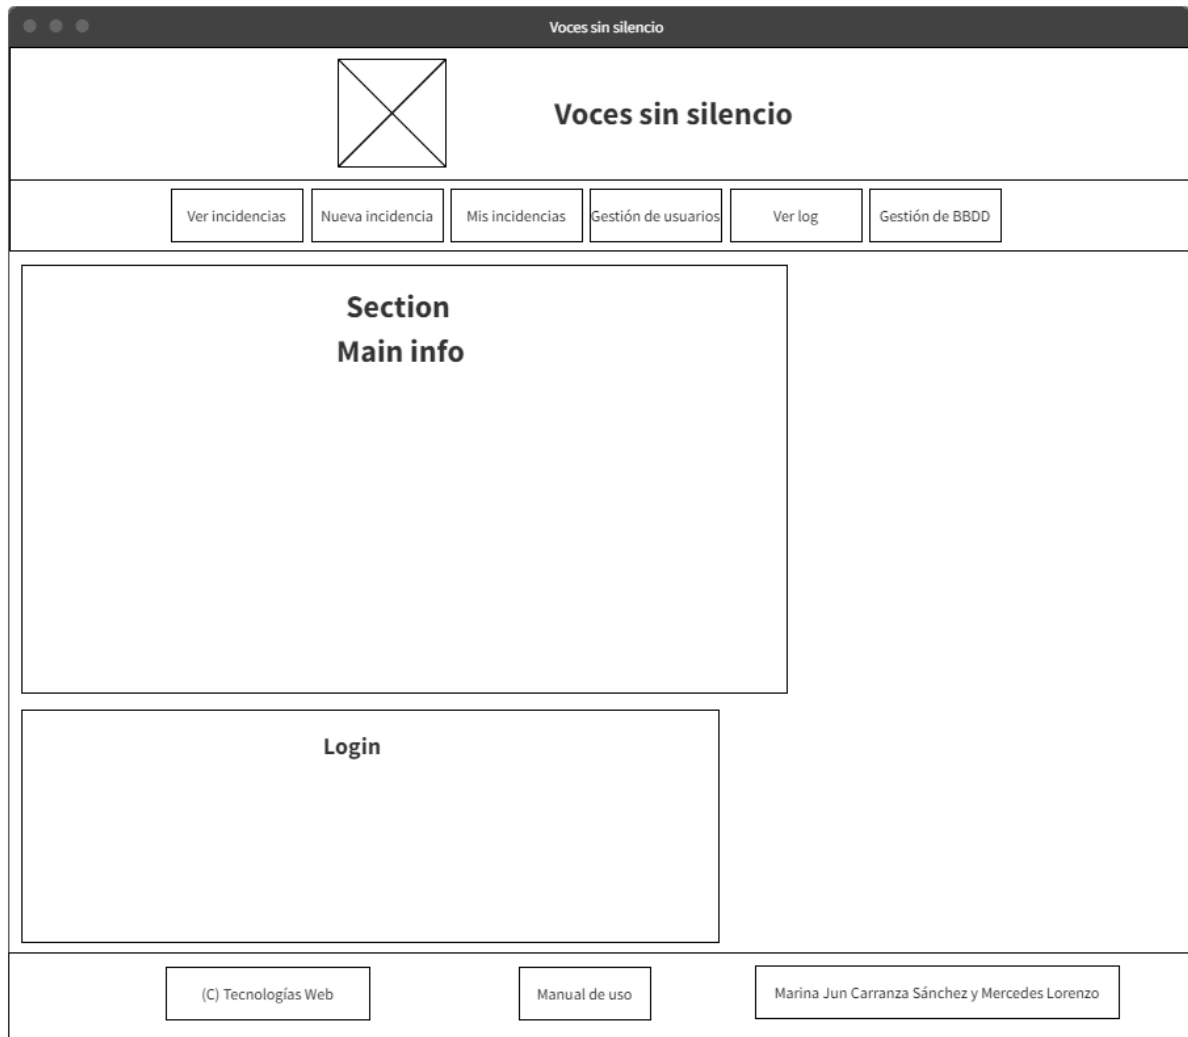 Voces sin silencio
Voces sin silencio
Ver incidencias
Nueva incidencia
Mis incidencias
Gestión de usuarios
Ver log
Gestión de BBDD
Section
Main info
Login
(C) Tecnologías Web
Manual de uso
Marina Jun Carranza Sánchez y Mercedes Lorenzo